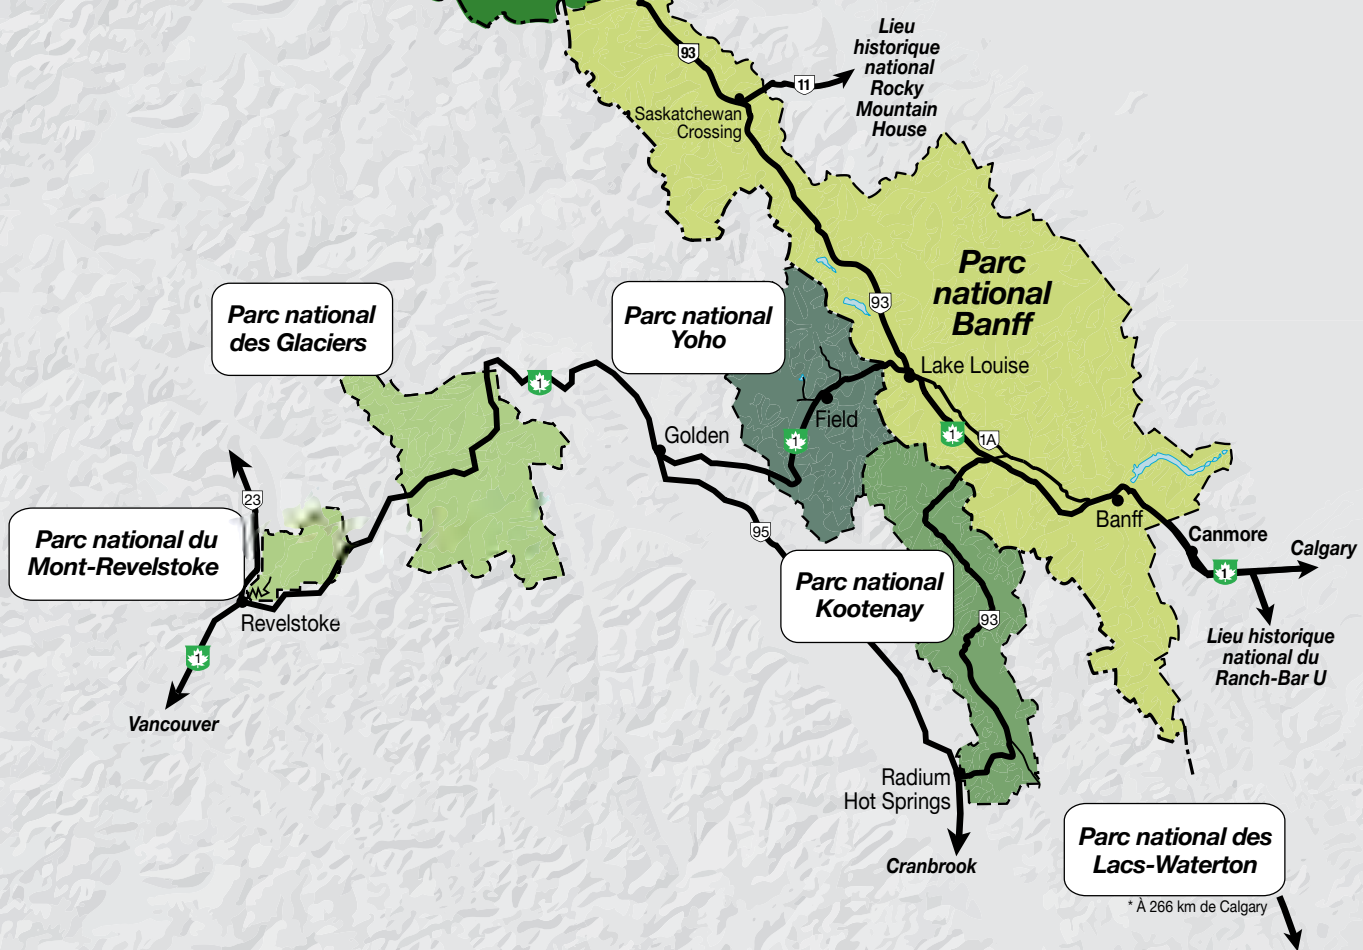 93
11
Lieu
historique
national
Rocky
Mountain
House
Saskatchewan
Crossing
Parc
national
Banff
93
Parc national
des Glaciers
Parc national
Yoho
Lake Louise
1
Field
Golden
1
1
1A
23
95
Banff
Canmore
Calgary
1
Parc national du
Mont-Revelstoke
Parc national
Kootenay
93
Revelstoke
1
Lieu historique
national du
Ranch-Bar U
Vancouver
Radium
Hot Springs
Cranbrook
Parc national des
Lacs-Waterton
* À 266 km de Calgary